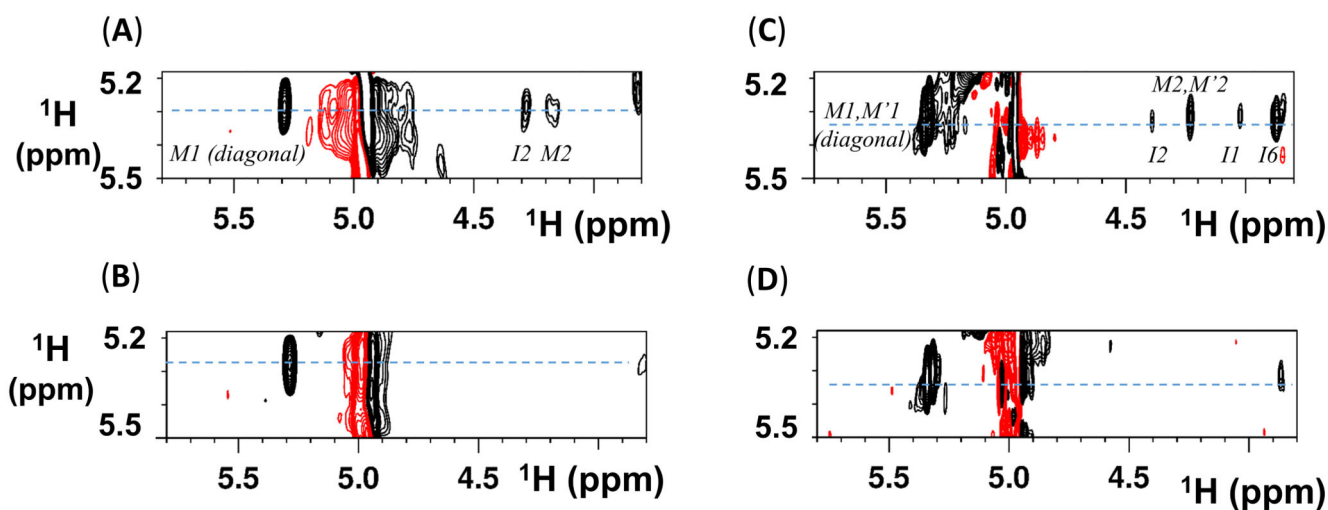 (A)
5.2
5.5
¹H
(ppm)
M1 (diagonal)
I2 M2
5.5 5.0 4.5 ¹H (ppm)
(B)
5.2
5.5
¹H
(ppm)
5.5 5.0 4.5 ¹H (ppm)
(C)
5.2
5.5
M1,M'1
(diagonal)
M2,M'2
I2 I1 I6
5.5 5.0 4.5 ¹H (ppm)
(D)
5.2
5.5
5.5 5.0 4.5 ¹H (ppm)